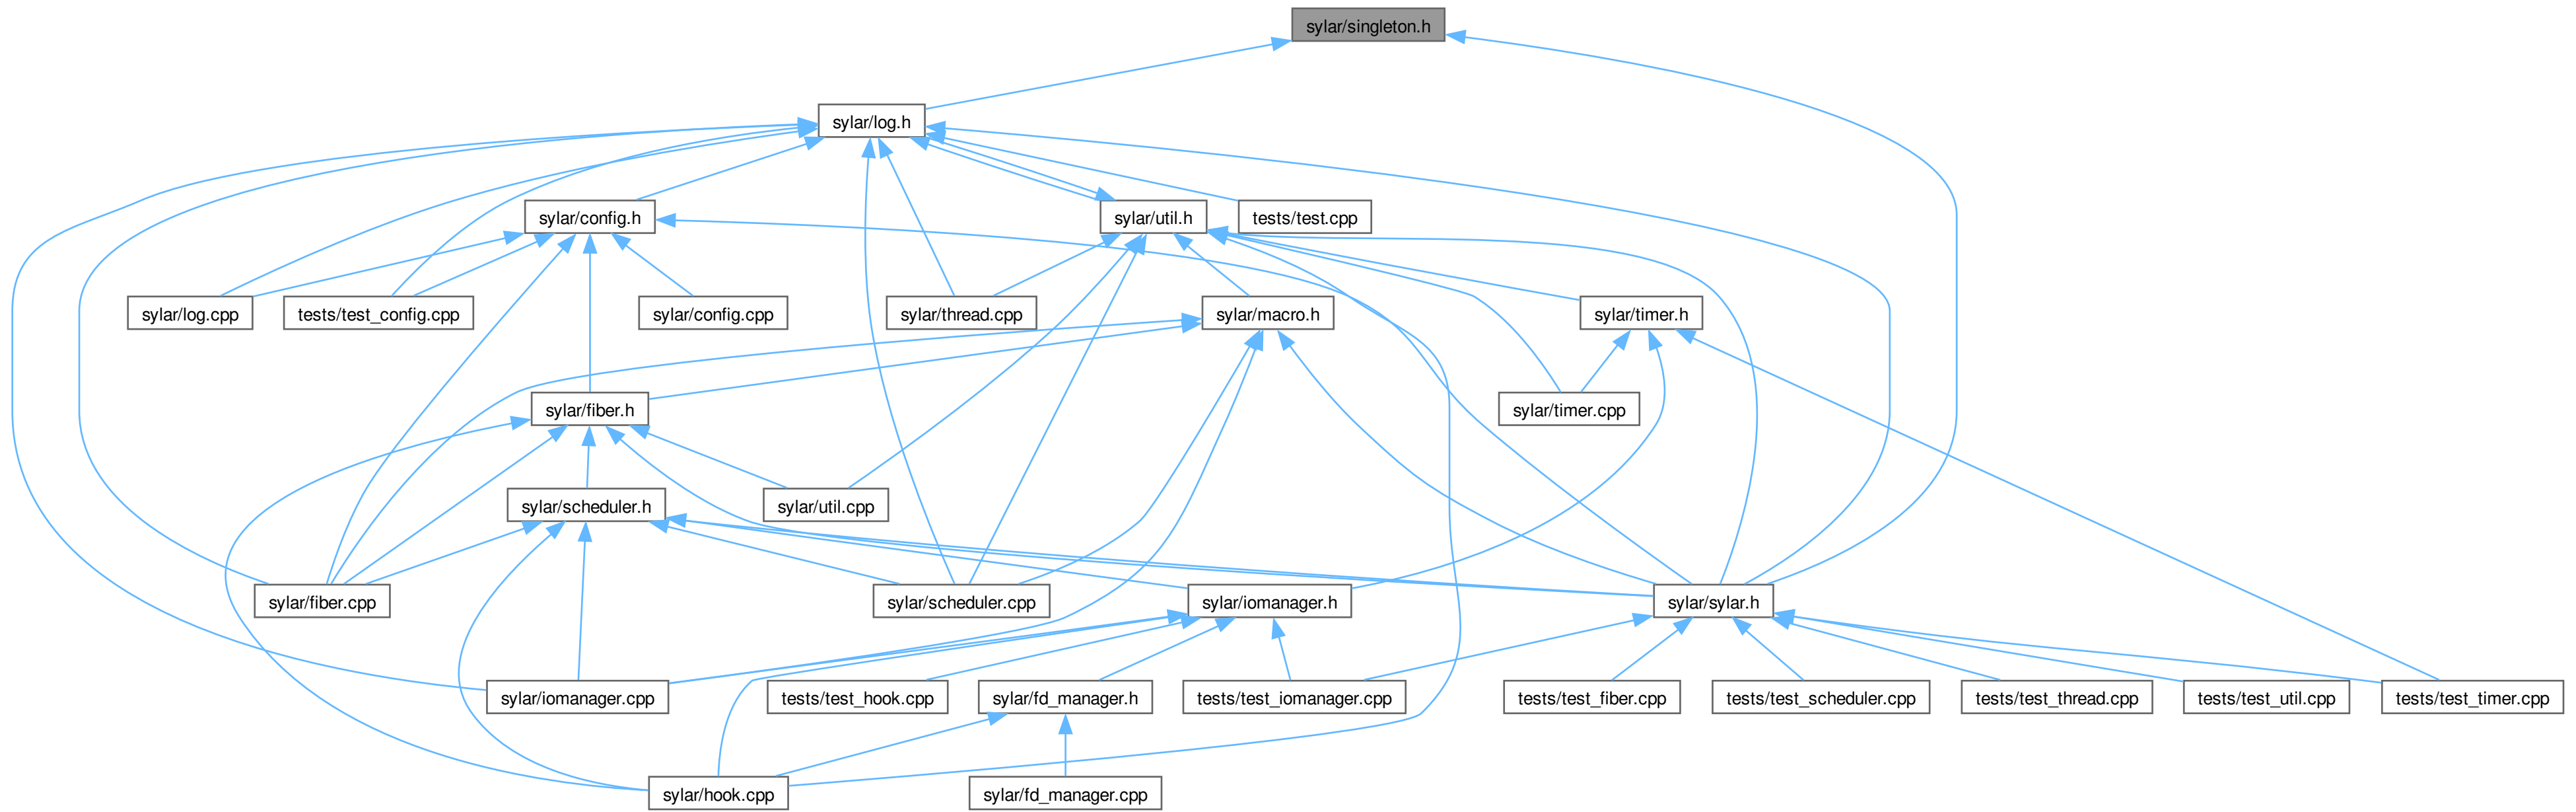 sylar/singleton.h
sylar/log.h
sylar/config.h
sylar/util.h
tests/test.cpp
sylar/log.cpp
tests/test_config.cpp
sylar/config.cpp
sylar/thread.cpp
sylar/macro.h
sylar/timer.h
sylar/fiber.h
sylar/timer.cpp
sylar/scheduler.h
sylar/util.cpp
sylar/fiber.cpp
sylar/scheduler.cpp
sylar/iomanager.h
sylar/sylar.h
sylar/iomanager.cpp
tests/test_hook.cpp
sylar/fd_manager.h
tests/test_iomanager.cpp
tests/test_fiber.cpp
tests/test_scheduler.cpp
tests/test_thread.cpp
tests/test_util.cpp
tests/test_timer.cpp
sylar/hook.cpp
sylar/fd_manager.cpp